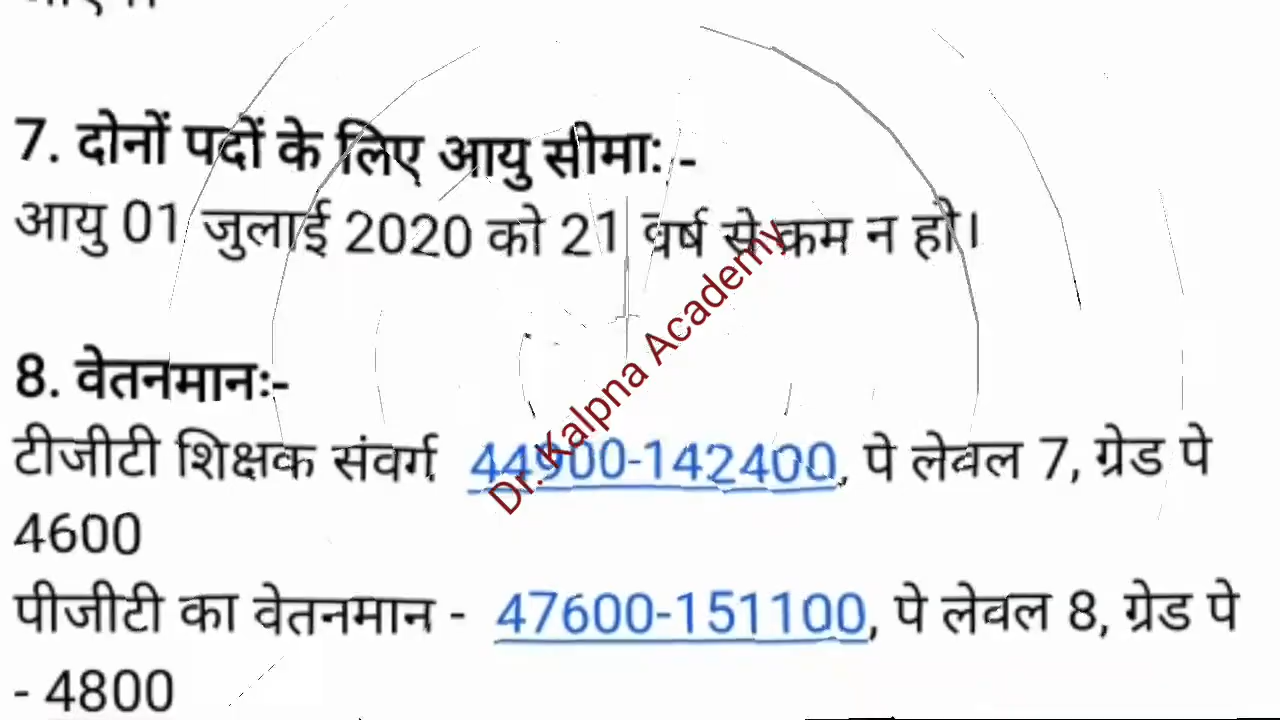 7. दोनों पदों के लिए आयु सीमा: -
आयु 01 जुलाई 2020 को 21 वर्ष से कम न हो।
8. वेतनमानः-
टीजीटी शिक्षक संवर्ग 44900-142400, पे लेवल 7, ग्रेड पे
4600
पीजीटी का वेतनमान - 47600-151100, पे लेवल 8, ग्रेड पे
- 4800
Dr. Kalpna Academy